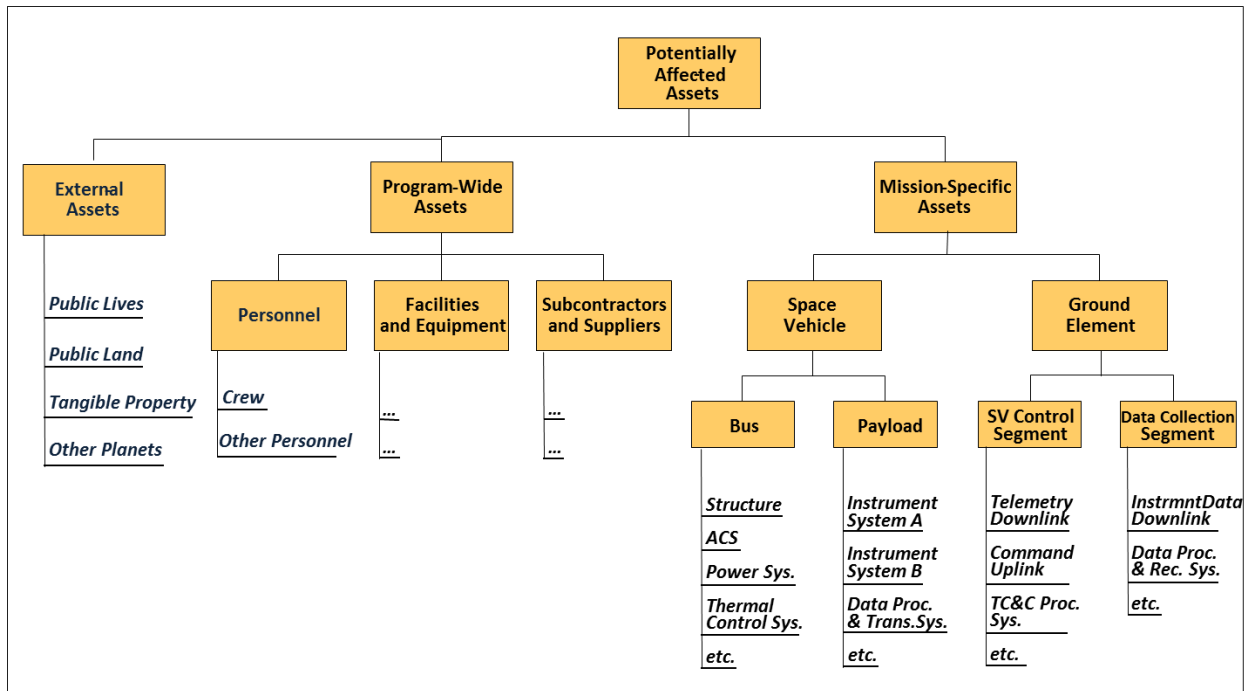 Potentially
Affected
Assets
External
Assets
Program-Wide
Assets
Mission-Specific
Assets
Public Lives
Public Land
Tangible Property
Other Planets
Personnel
Crew
Other Personnel
Facilities
and Equipment
...
...
Subcontractors
and Suppliers
...
...
Space
Vehicle
Ground
Element
Bus
Structure
ACS
Power Sys.
Thermal
Control Sys.
etc.
Payload
Instrument
System A
Instrument
System B
Data Proc.
& Trans.Sys.
etc.
SV Control
Segment
Telemetry
Downlink
Command
Uplink
TC&C Proc.
Sys.
etc.
Data Collection
Segment
InstrmntData
Downlink
Data Proc.
& Rec. Sys.
etc.